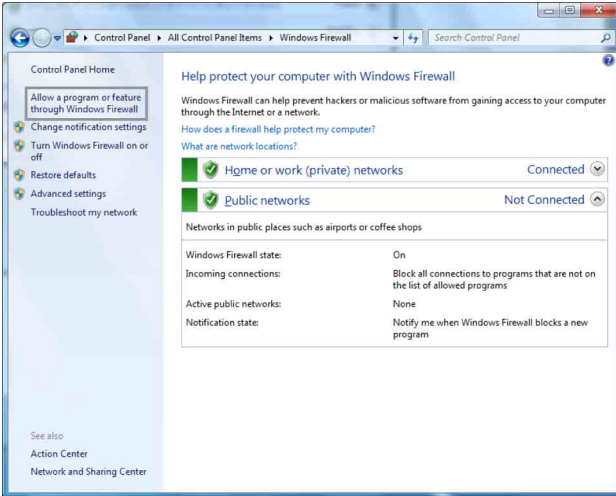 Control Panel ▸ All Control Panel Items ▸ Windows Firewall
Search Control Panel
Control Panel Home
Allow a program or feature
through Windows Firewall
Change notification settings
Turn Windows Firewall on or
off
Restore defaults
Advanced settings
Troubleshoot my network
See also
Action Center
Network and Sharing Center
Help protect your computer with Windows Firewall
Windows Firewall can help prevent hackers or malicious software from gaining access to your computer
through the Internet or a network.
How does a firewall help protect my computer?
What are network locations?
Home or work (private) networks Connected
Public networks Not Connected
Networks in public places such as airports or coffee shops
Windows Firewall state: On
Incoming connections: Block all connections to programs that are not on
the list of allowed programs
Active public networks: None
Notification state: Notify me when Windows Firewall blocks a new
program